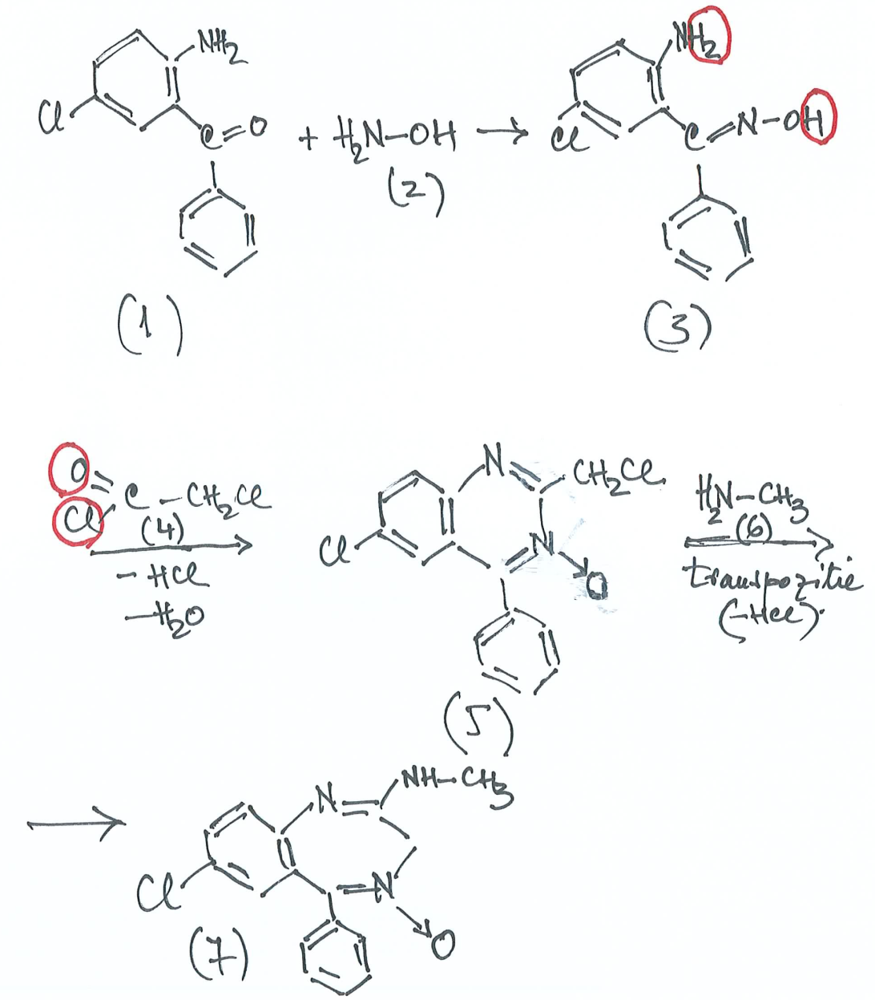 NH2 NH2
Cl C=O + H2N-OH → Cl C=N-OH
(2)
(1) (3)
O
Cl C-CH2Cl N CH2Cl H2N-CH3
(4) (6)
-HCl Cl N→O transpoziție
-H2O (-HCl)
(5)
→ N NH-CH3
Cl N→O
(7)